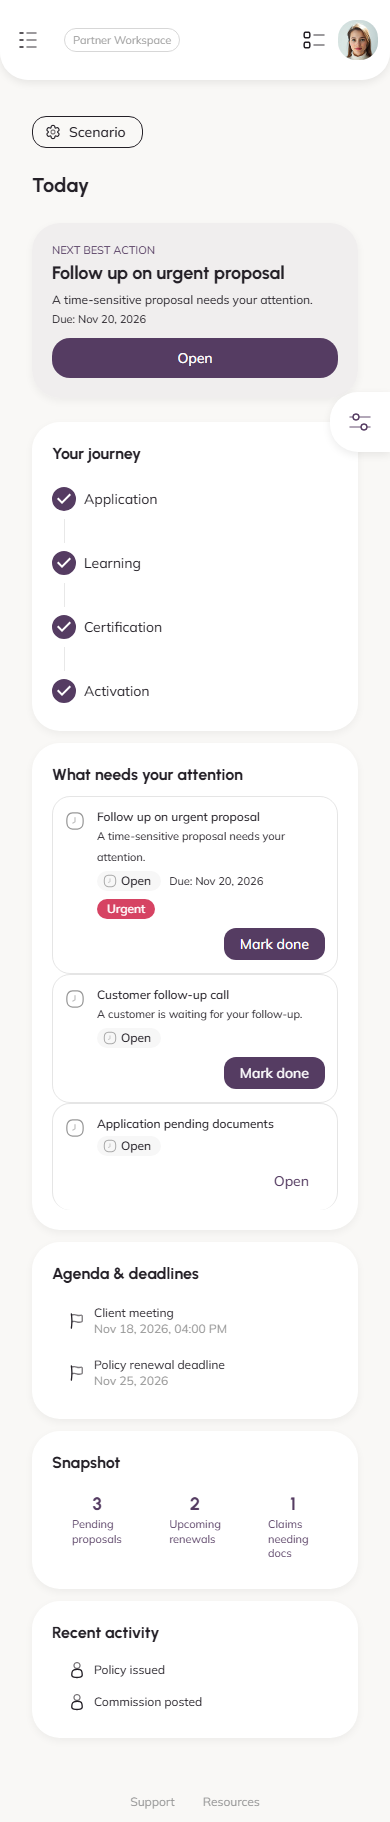 Partner Workspace
Scenario
Today
NEXT BEST ACTION
Follow up on urgent proposal
A time-sensitive proposal needs your attention.
Due: Nov 20, 2026
Open
Your journey
Application
Learning
Certification
Activation
What needs your attention
Follow up on urgent proposal
A time-sensitive proposal needs your
attention.
Open Due: Nov 20, 2026
Urgent
Mark done
Customer follow-up call
A customer is waiting for your follow-up.
Open
Mark done
Application pending documents
Open
Open
Agenda & deadlines
Client meeting
Nov 18, 2026, 04:00 PM
Policy renewal deadline
Nov 25, 2026
Snapshot
3 2 1
Pending Upcoming Claims
proposals renewals needing
docs
Recent activity
Policy issued
Commission posted
Support Resources